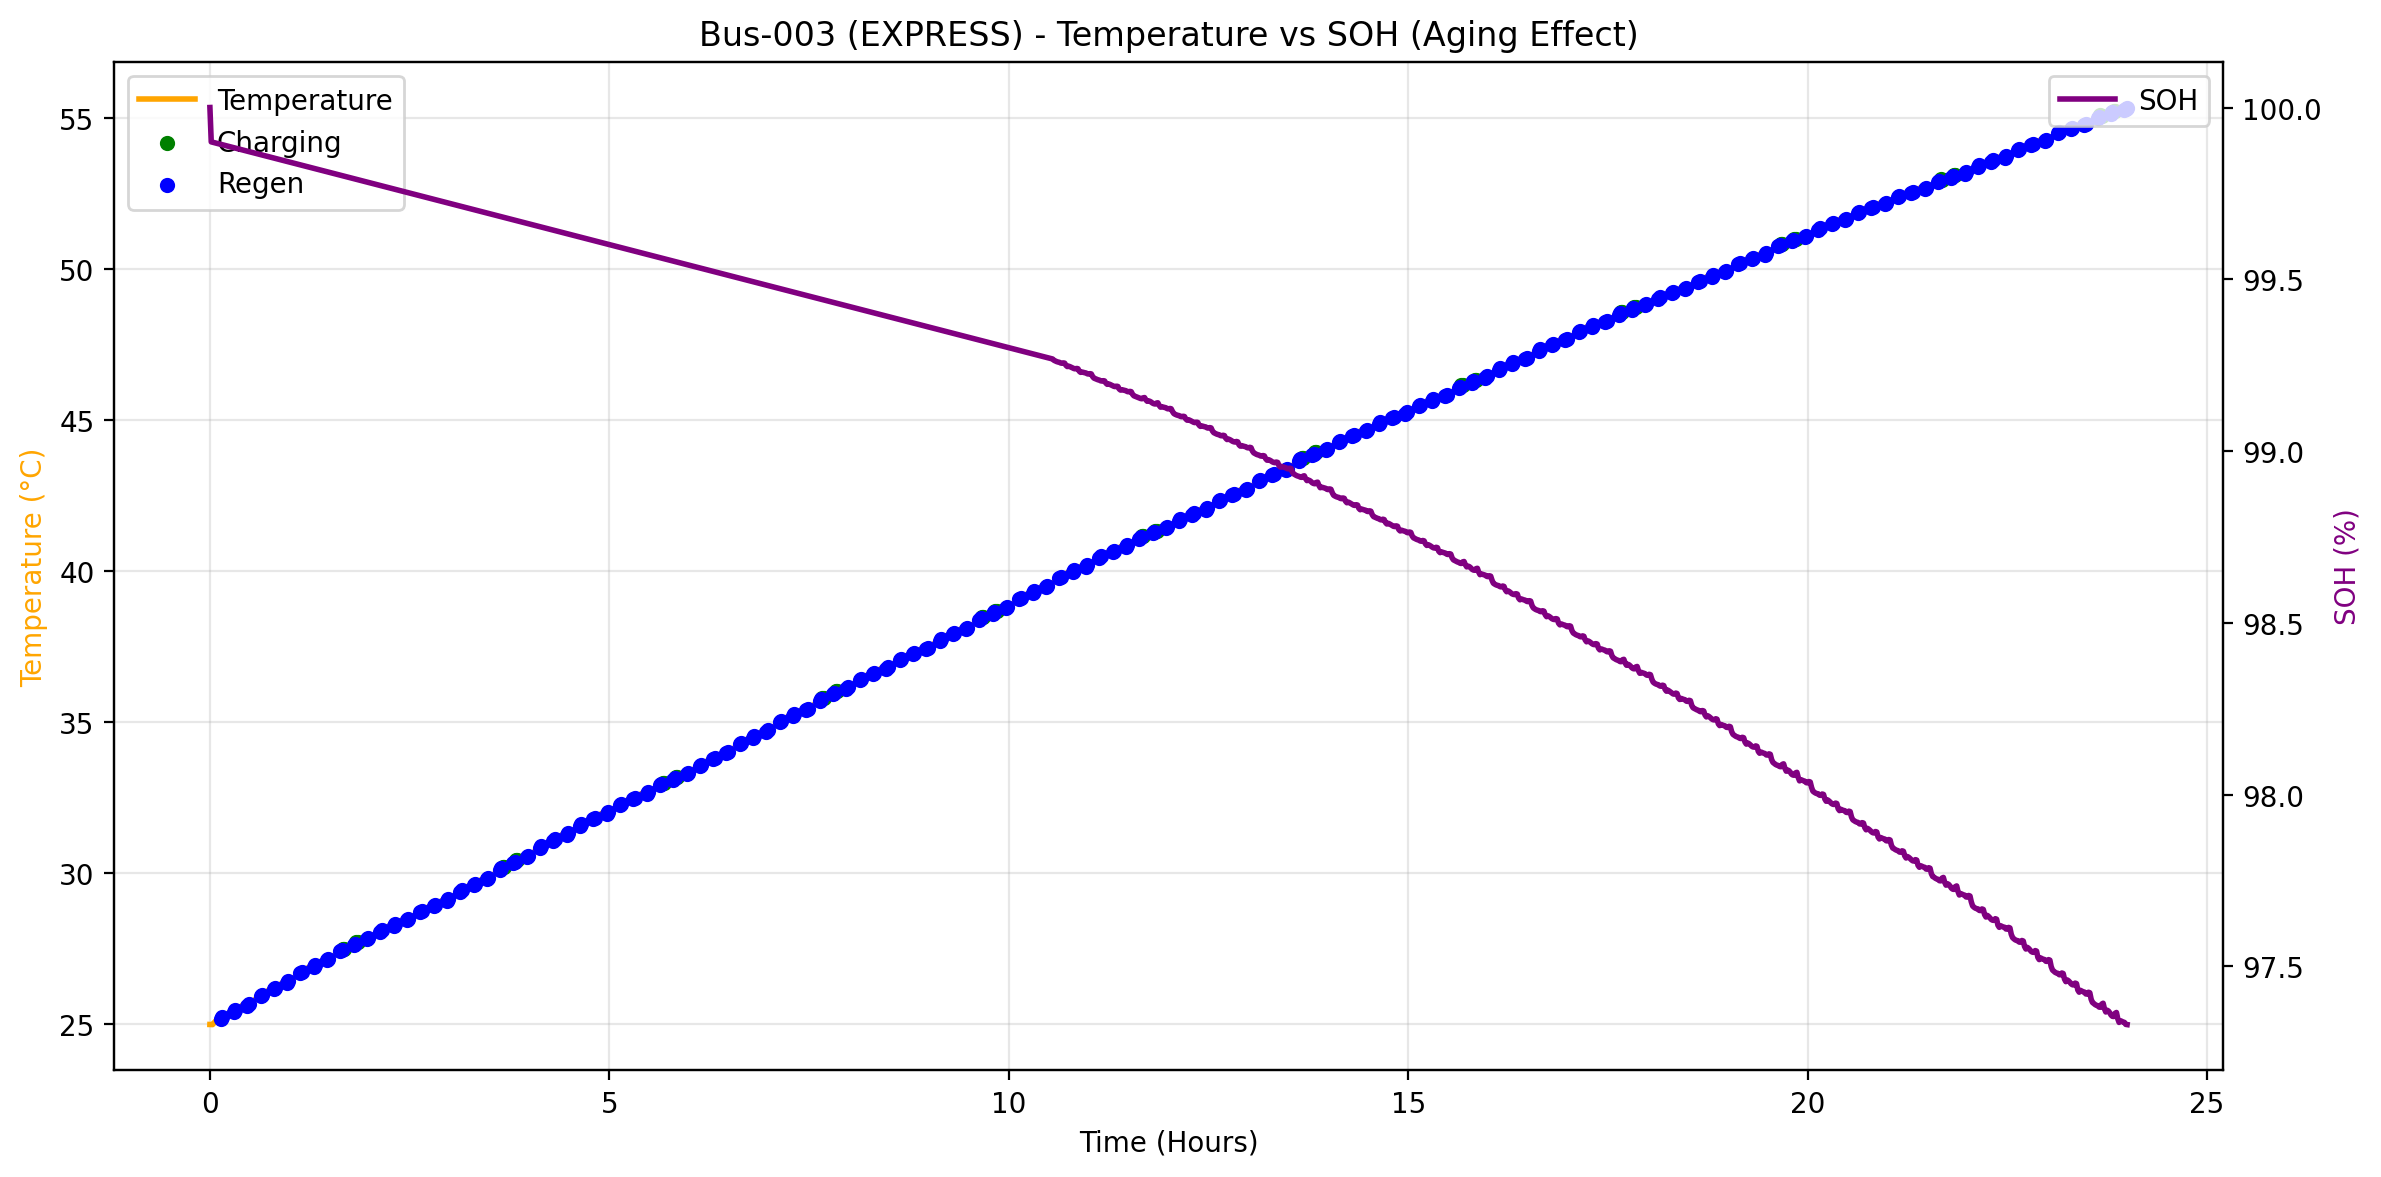 Bus-003 (EXPRESS) - Temperature vs SOH (Aging Effect)
Temperature
Charging
Regen
SOH
Temperature (°C)
55
50
45
40
35
30
25
100.0
99.5
99.0
98.5
98.0
97.5
SOH (%)
0 5 10 15 20 25
Time (Hours)